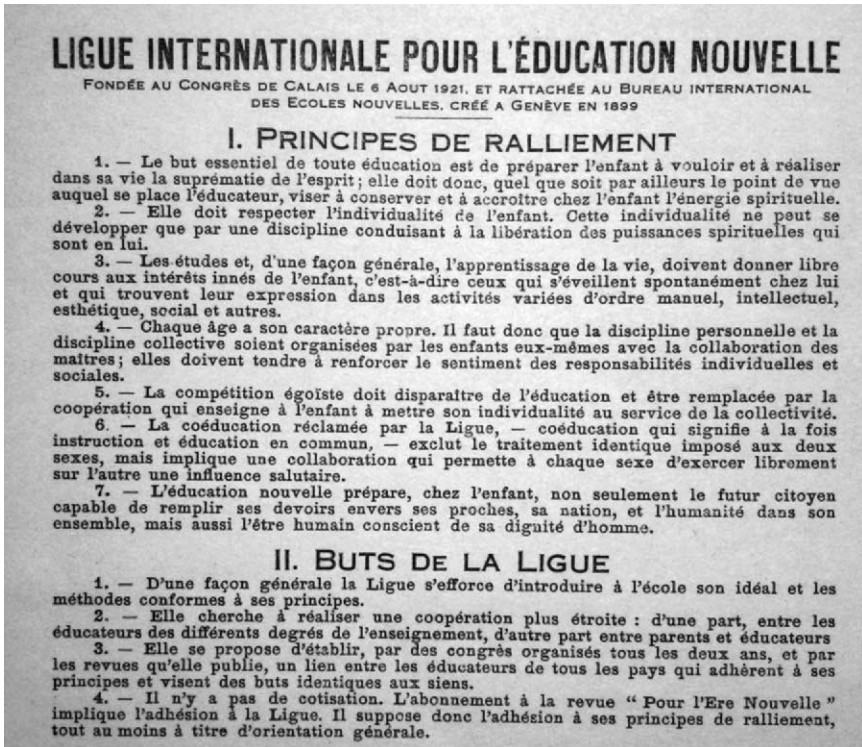 LIGUE INTERNATIONALE POUR L'ÉDUCATION NOUVELLE
FONDÉE AU CONGRÈS DE CALAIS LE 6 AOUT 1921, ET RATTACHÉE AU BUREAU INTERNATIONAL
DES ECOLES NOUVELLES, CRÉÉ A GENÈVE EN 1899
I. PRINCIPES DE RALLIEMENT
1. — Le but essentiel de toute éducation est de préparer l'enfant à vouloir et à réaliser
dans sa vie la suprématie de l'esprit ; elle doit donc, quel que soit par ailleurs le point de vue
auquel se place l'éducateur, viser à conserver et à accroître chez l'enfant l'énergie spirituelle.
2. — Elle doit respecter l'individualité de l'enfant. Cette individualité ne peut se
développer que par une discipline conduisant à la libération des puissances spirituelles qui
sont en lui.
3. — Les études et, d'une façon générale, l'apprentissage de la vie, doivent donner libre
cours aux intérêts innés de l'enfant, c'est-à-dire ceux qui s'éveillent spontanément chez lui
et qui trouvent leur expression dans les activités variées d'ordre manuel, intellectuel,
esthétique, social et autres.
4. — Chaque âge a son caractère propre. Il faut donc que la discipline personnelle et la
discipline collective soient organisées par les enfants eux-mêmes avec la collaboration des
maîtres ; elles doivent tendre à renforcer le sentiment des responsabilités individuelles et
sociales.
5. — La compétition égoïste doit disparaître de l'éducation et être remplacée par la
coopération qui enseigne à l'enfant à mettre son individualité au service de la collectivité.
6. — La coéducation réclamée par la Ligue, — coéducation qui signifie à la fois
instruction et éducation en commun, — exclut le traitement identique imposé aux deux
sexes, mais implique une collaboration qui permette à chaque sexe d'exercer librement
sur l'autre une influence salutaire.
7. — L'éducation nouvelle prépare, chez l'enfant, non seulement le futur citoyen
capable de remplir ses devoirs envers ses proches, sa nation, et l'humanité dans son
ensemble, mais aussi l'être humain conscient de sa dignité d'homme.
II. BUTS DE LA LIGUE
1. — D'une façon générale la Ligue s'efforce d'introduire à l'école son idéal et les
méthodes conformes à ses principes.
2. — Elle cherche à réaliser une coopération plus étroite : d'une part, entre les
éducateurs des différents degrés de l'enseignement, d'autre part entre parents et éducateurs
3. — Elle se propose d'établir, par des congrès organisés tous les deux ans, et par
les revues qu'elle publie, un lien entre les éducateurs de tous les pays qui adhèrent à ses
principes et visent des buts identiques aux siens.
4. — Il n'y a pas de cotisation. L'abonnement à la revue “ Pour l'Ere Nouvelle ”
implique l'adhésion à la Ligue. Il suppose donc l'adhésion à ses principes de ralliement,
tout au moins à titre d'orientation générale.